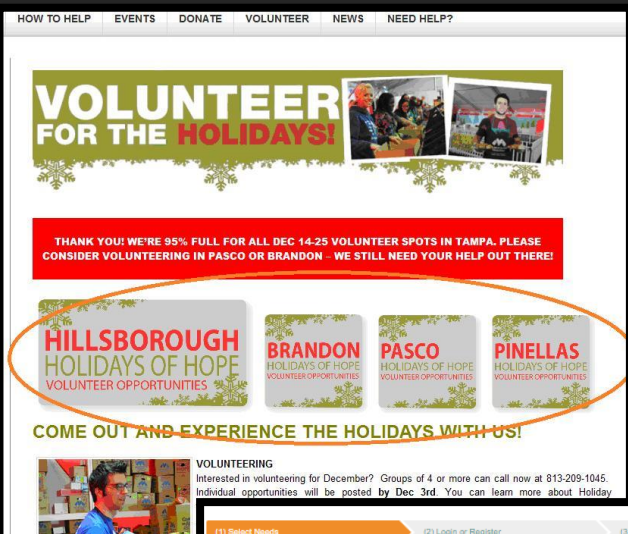 HOW TO HELP EVENTS DONATE VOLUNTEER NEWS NEED HELP?
VOLUNTEER
FOR THE HOLIDAYS!
THANK YOU! WE'RE 95% FULL FOR ALL DEC 14-25 VOLUNTEER SPOTS IN TAMPA. PLEASE
CONSIDER VOLUNTEERING IN PASCO OR BRANDON – WE STILL NEED YOUR HELP OUT THERE!
HILLSBOROUGH
HOLIDAYS OF HOPE
VOLUNTEER OPPORTUNITIES
BRANDON
HOLIDAYS OF HOPE
VOLUNTEER OPPORTUNITIES
PASCO
HOLIDAYS OF HOPE
VOLUNTEER OPPORTUNITIES
PINELLAS
HOLIDAYS OF HOPE
VOLUNTEER OPPORTUNITIES
COME OUT AND EXPERIENCE THE HOLIDAYS WITH US!
VOLUNTEERING
Interested in volunteering for December? Groups of 4 or more can call now at 813-209-1045.
Individual opportunities will be posted by Dec 3rd. You can learn more about Holiday
(1) Select Needs (2) Login or Register (3